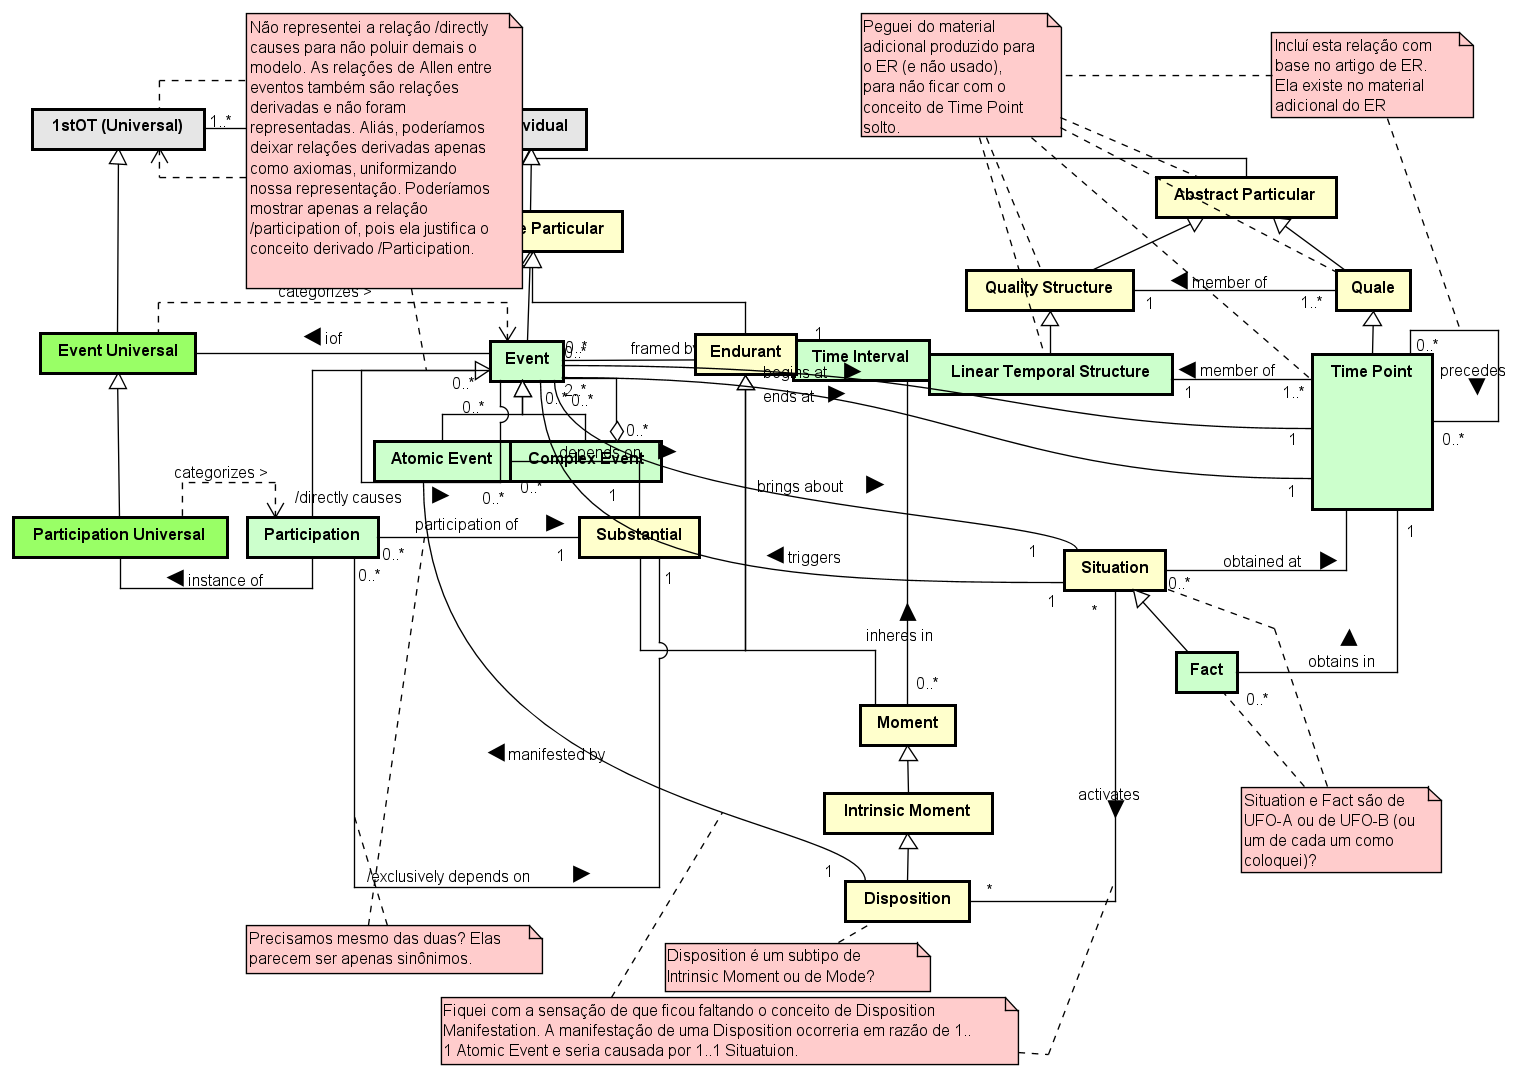 Não representei a relação /directly
causes para não poluir demais o
modelo. As relações de Allen entre
eventos também são relações
derivadas e não foram
representadas. Aliás, poderíamos
deixar relações derivadas apenas
como axiomas, uniformizando
nossa representação. Poderíamos
mostrar apenas a relação
/participation of, pois ela justifica o
conceito derivado /Participation.
Peguei do material
adicional produzido para
o ER (e não usado),
para não ficar com o
conceito de Time Point
solto.
Incluí esta relação com
base no artigo de ER.
Ela existe no material
adicional do ER
1stOT (Universal)
1..*
vidual
Abstract Particular
e Particular
Quality Structure
member of
1
1..*
Quale
categorizes >
Event Universal
iof
Event
0..*
0..*
framed by
Endurant
1
Time Interval
Linear Temporal Structure
member of
1
1..*
Time Point
0..*
precedes
0..*
begins at
1
ends at
1
0..*
2..*
0..*
0..*
0..*
0..*
Atomic Event
Complex Event
depends on
categorizes >
/directly causes
0..*
0..*
1
brings about
1
Participation Universal
Participation
0..*
participation of
1
Substantial
triggers
1
Situation
0..*
obtained at
1
instance of
0..*
1
*
inheres in
0..*
Fact
obtains in
0..*
Moment
manifested by
activates
Intrinsic Moment
Situation e Fact são de
UFO-A ou de UFO-B (ou
um de cada um como
coloquei)?
/exclusively depends on
1
Disposition
*
Precisamos mesmo das duas? Elas
parecem ser apenas sinônimos.
Disposition é um subtipo de
Intrinsic Moment ou de Mode?
Fiquei com a sensação de que ficou faltando o conceito de Disposition
Manifestation. A manifestação de uma Disposition ocorreria em razão de 1..
1 Atomic Event e seria causada por 1..1 Situatuion.